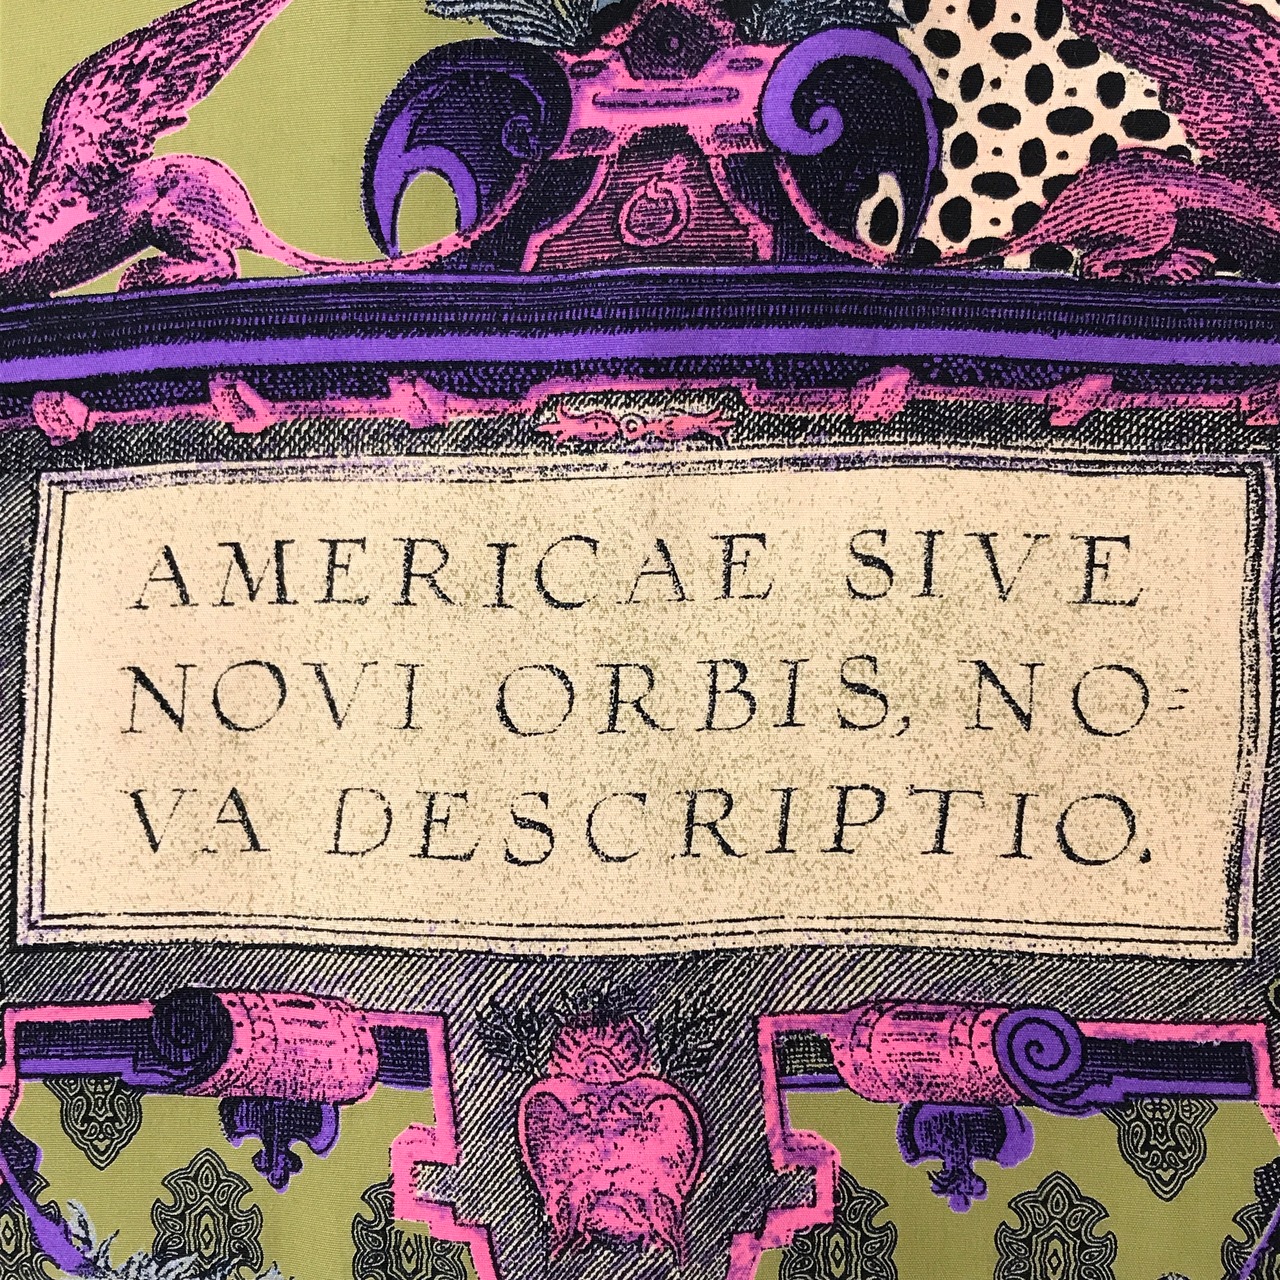 AMERICAE SIVE
NOVI ORBIS, NO=
VA DESCRIPTIO.